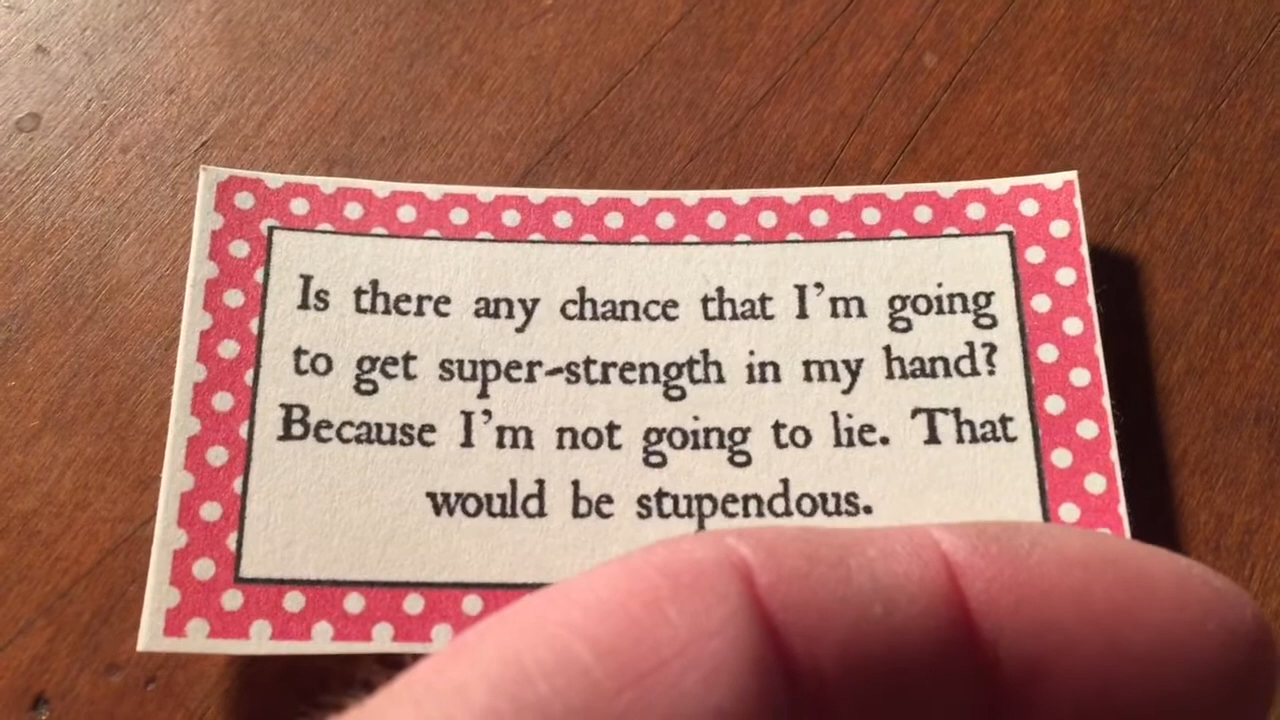 Is there any chance that I'm going
to get super-strength in my hand?
Because I'm not going to lie. That
would be stupendous.